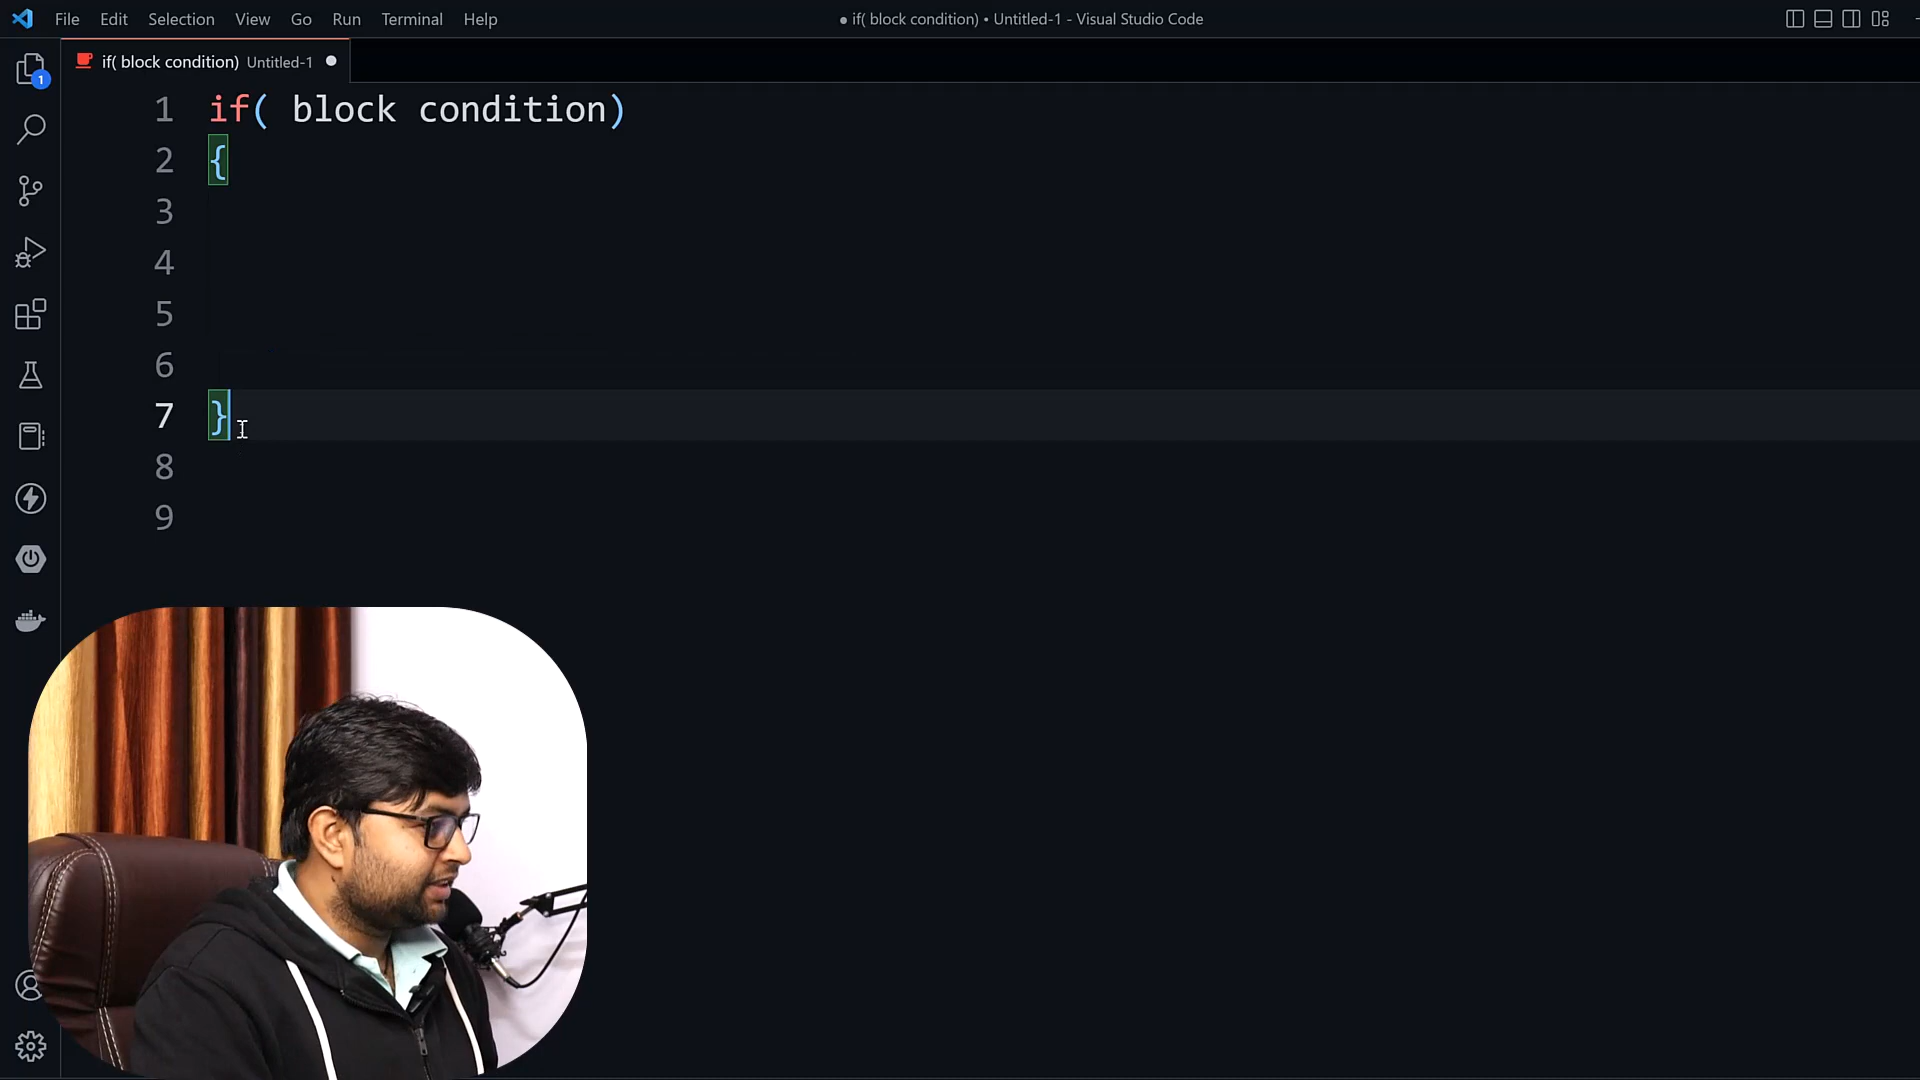 File Edit Selection View Go Run Terminal Help
● if( block condition) • Untitled-1 - Visual Studio Code
if( block condition) Untitled-1 ●
1
1 if( block condition)
2 {
3
4
5
6
7 }
8
9